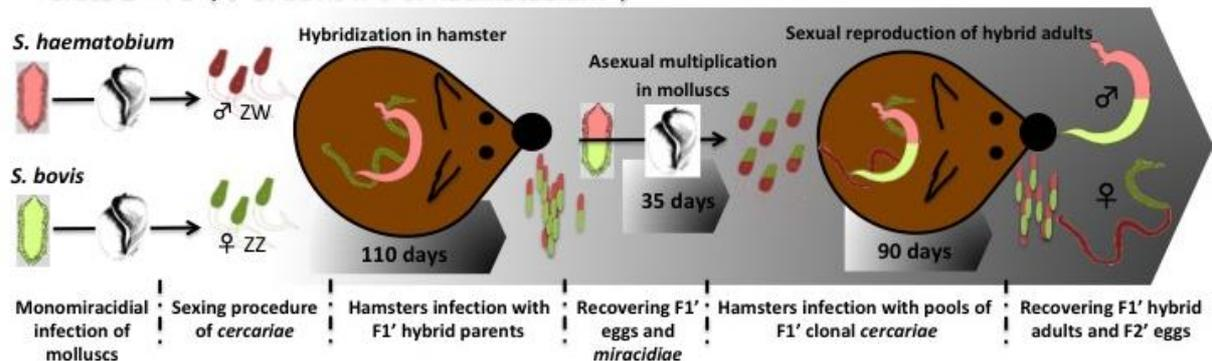 S. haematobium
♂ ZW
S. bovis
♀ ZZ
Hybridization in hamster
110 days
Asexual multiplication
in molluscs
35 days
Sexual reproduction of hybrid adults
90 days
♂
♀
Monomiracidial
infection of
molluscs
Sexing procedure
of cercariae
Hamsters infection with
F1' hybrid parents
Recovering F1'
eggs and
miracidiae
Hamsters infection with pools of
F1' clonal cercariae
Recovering F1' hybrid
adults and F2' eggs